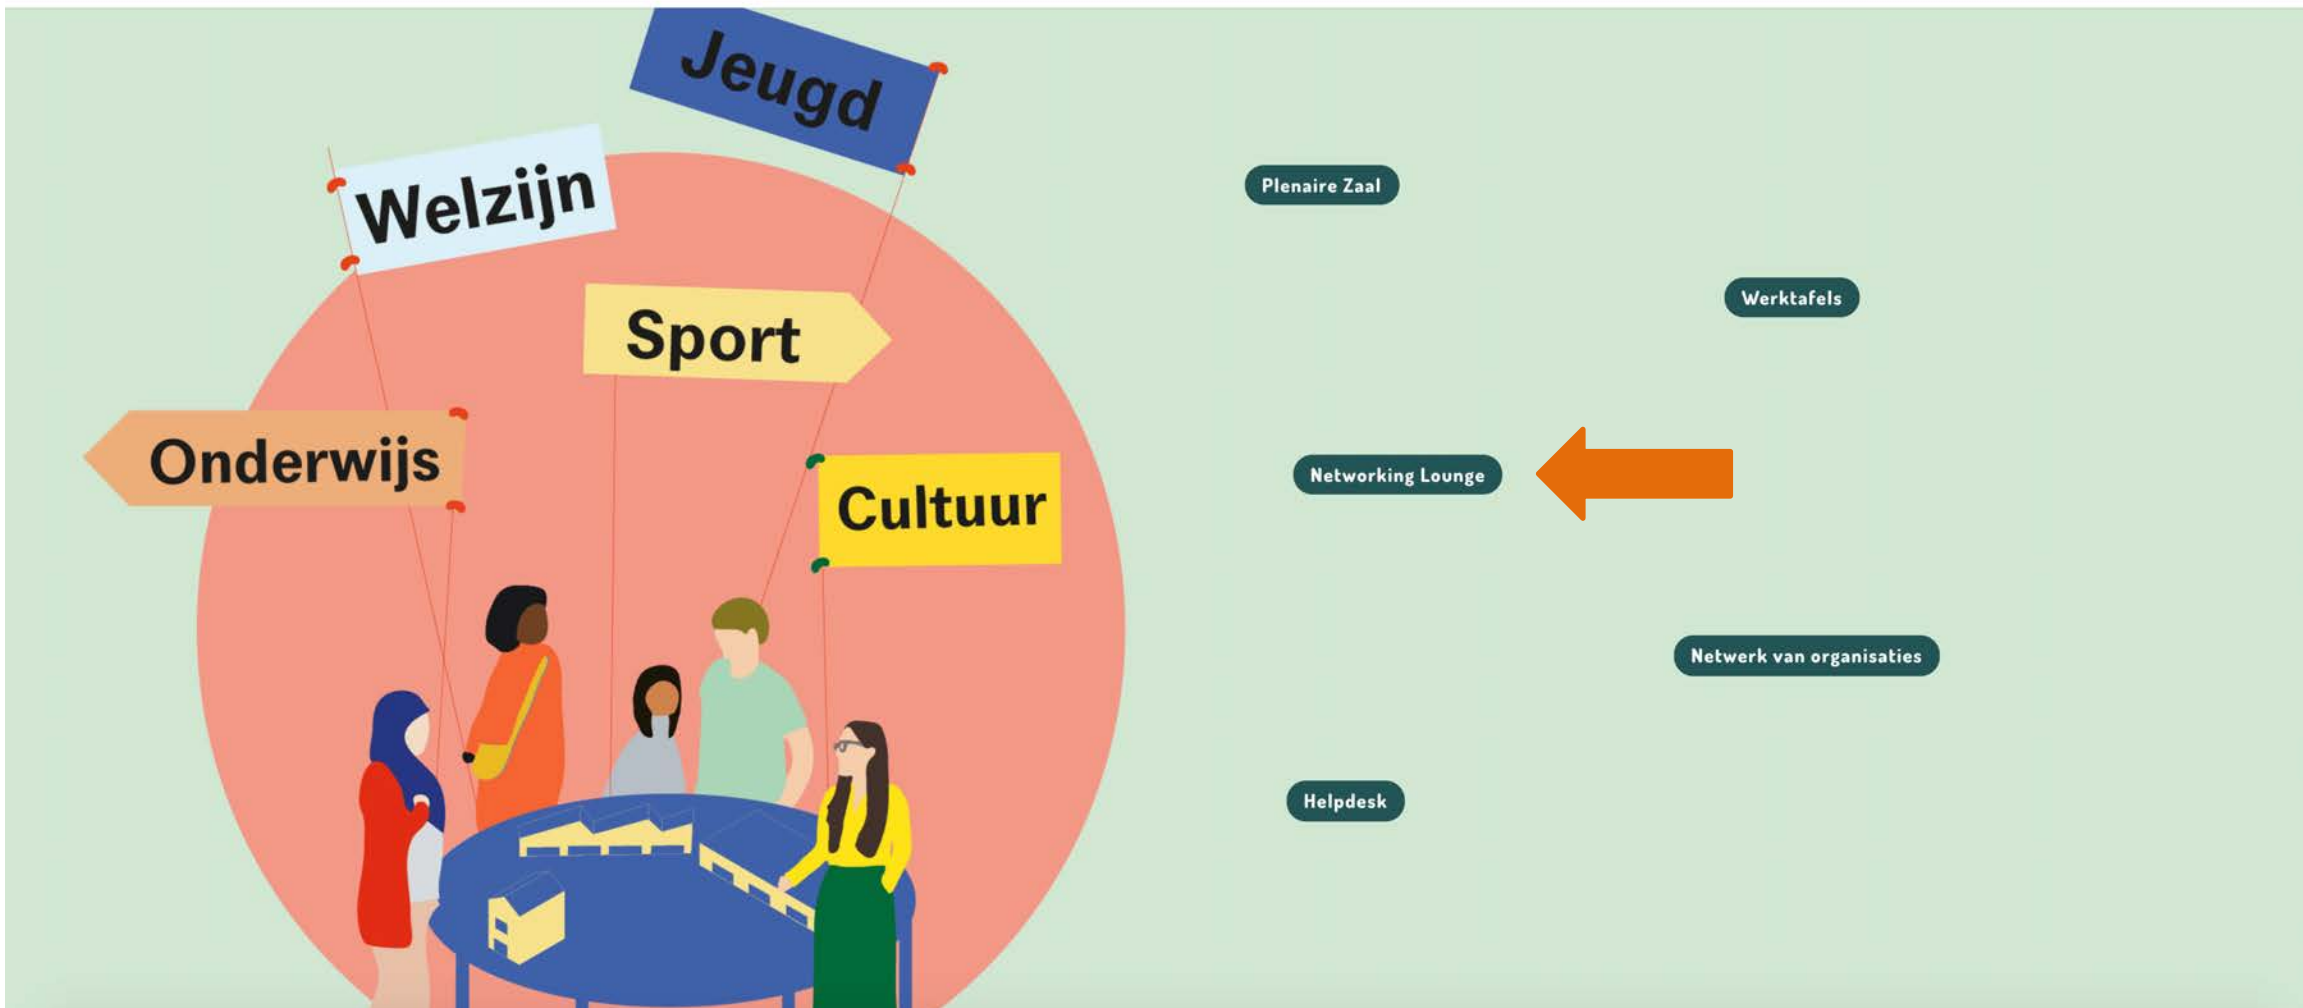 Jeugd
Welzijn
Sport
Onderwijs
Cultuur
Plenaire Zaal
Werktafels
Networking Lounge
Netwerk van organisaties
Helpdesk